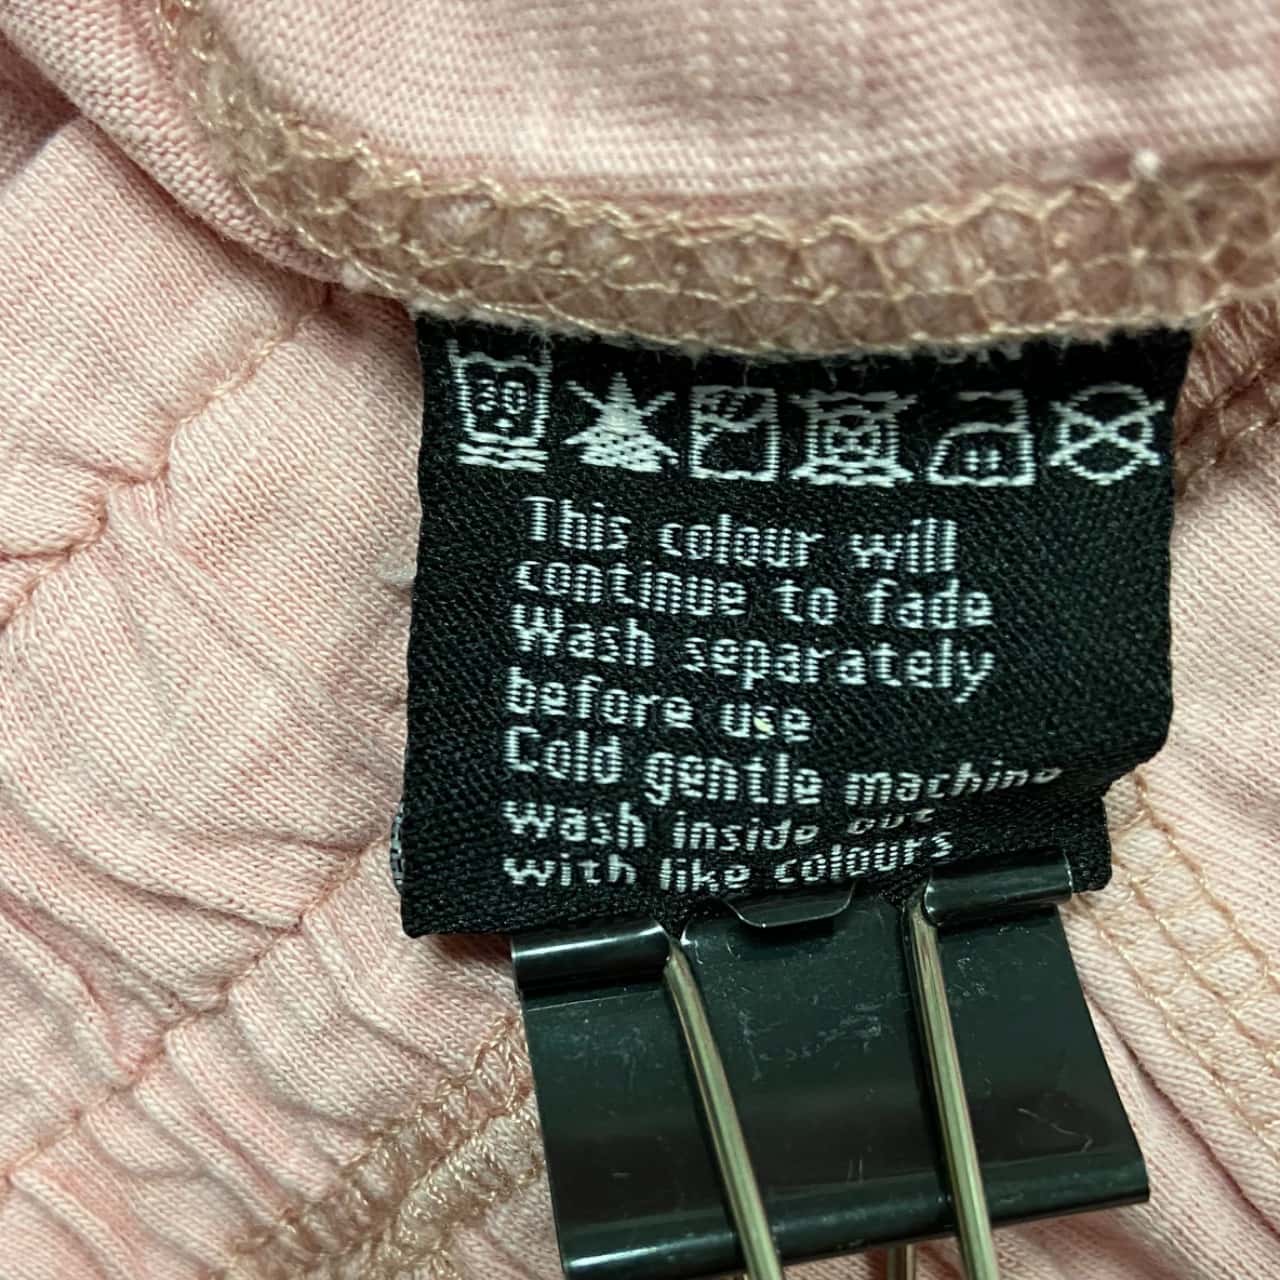 30
This colour will
continue to fade
Wash separately
before use
Cold gentle machine
wash inside out
with like colours